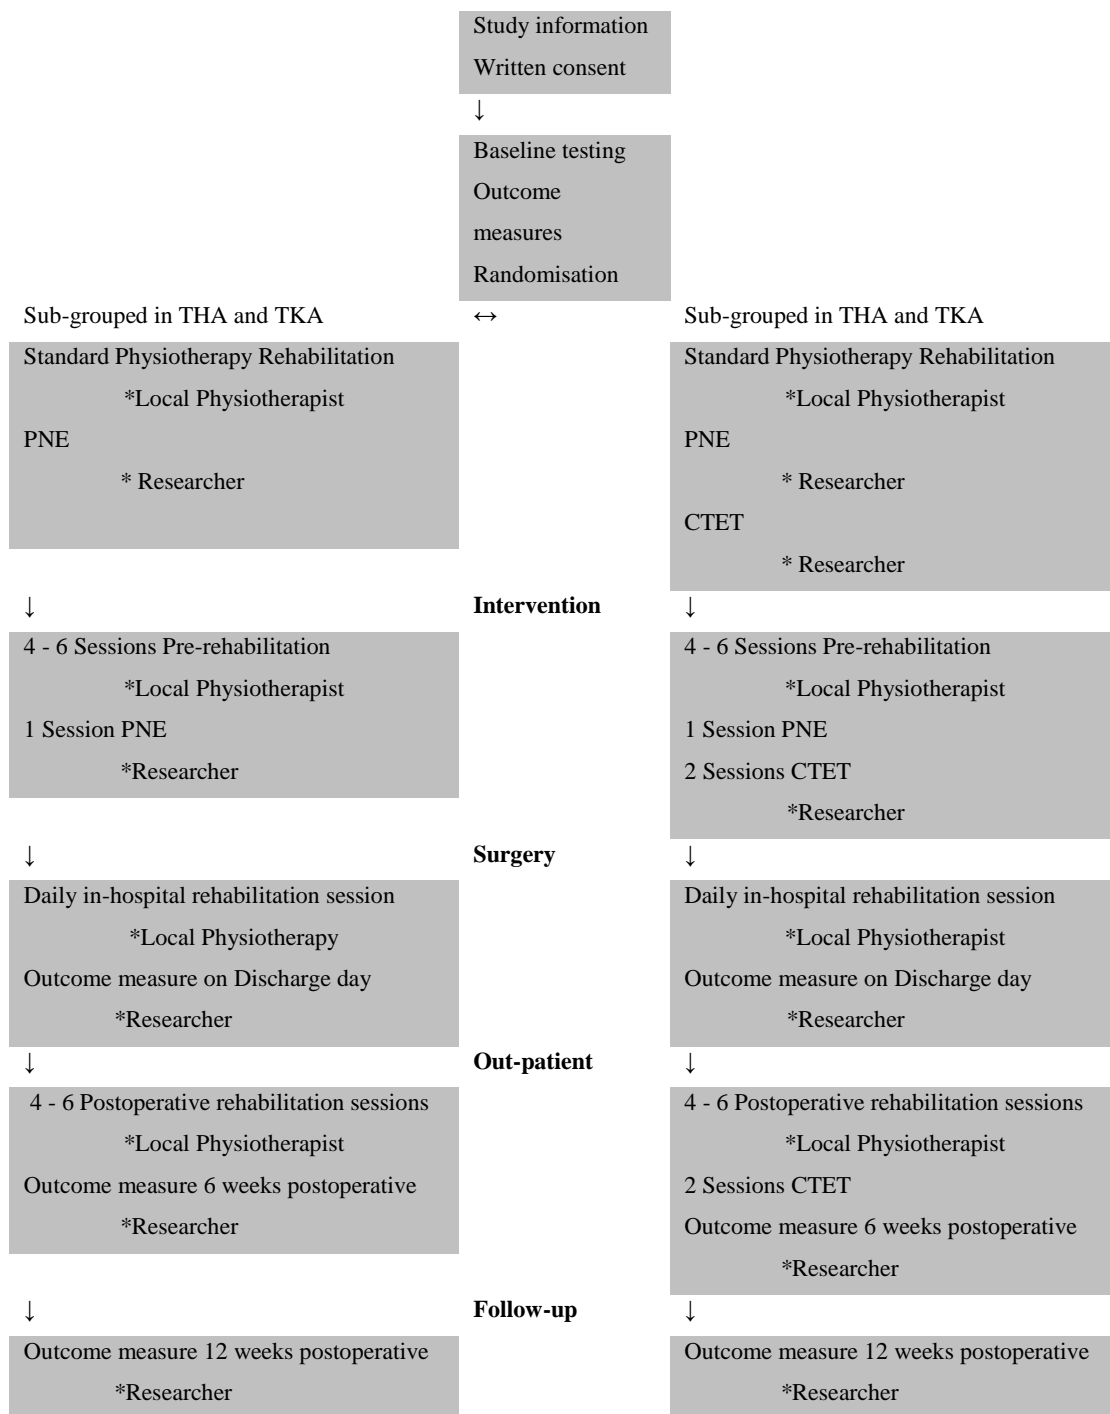 Study information
Written consent
↓
Baseline testing
Outcome
measures
Randomisation
Sub-grouped in THA and TKA ↔ Sub-grouped in THA and TKA
Standard Physiotherapy Rehabilitation
*Local Physiotherapist
PNE
* Researcher
Standard Physiotherapy Rehabilitation
*Local Physiotherapist
PNE
* Researcher
CTET
* Researcher
↓ Intervention ↓
4 - 6 Sessions Pre-rehabilitation
*Local Physiotherapist
1 Session PNE
*Researcher
4 - 6 Sessions Pre-rehabilitation
*Local Physiotherapist
1 Session PNE
2 Sessions CTET
*Researcher
↓ Surgery ↓
Daily in-hospital rehabilitation session
*Local Physiotherapy
Outcome measure on Discharge day
*Researcher
Daily in-hospital rehabilitation session
*Local Physiotherapist
Outcome measure on Discharge day
*Researcher
↓ Out-patient ↓
4 - 6 Postoperative rehabilitation sessions
*Local Physiotherapist
Outcome measure 6 weeks postoperative
*Researcher
4 - 6 Postoperative rehabilitation sessions
*Local Physiotherapist
2 Sessions CTET
Outcome measure 6 weeks postoperative
*Researcher
↓ Follow-up ↓
Outcome measure 12 weeks postoperative
*Researcher
Outcome measure 12 weeks postoperative
*Researcher